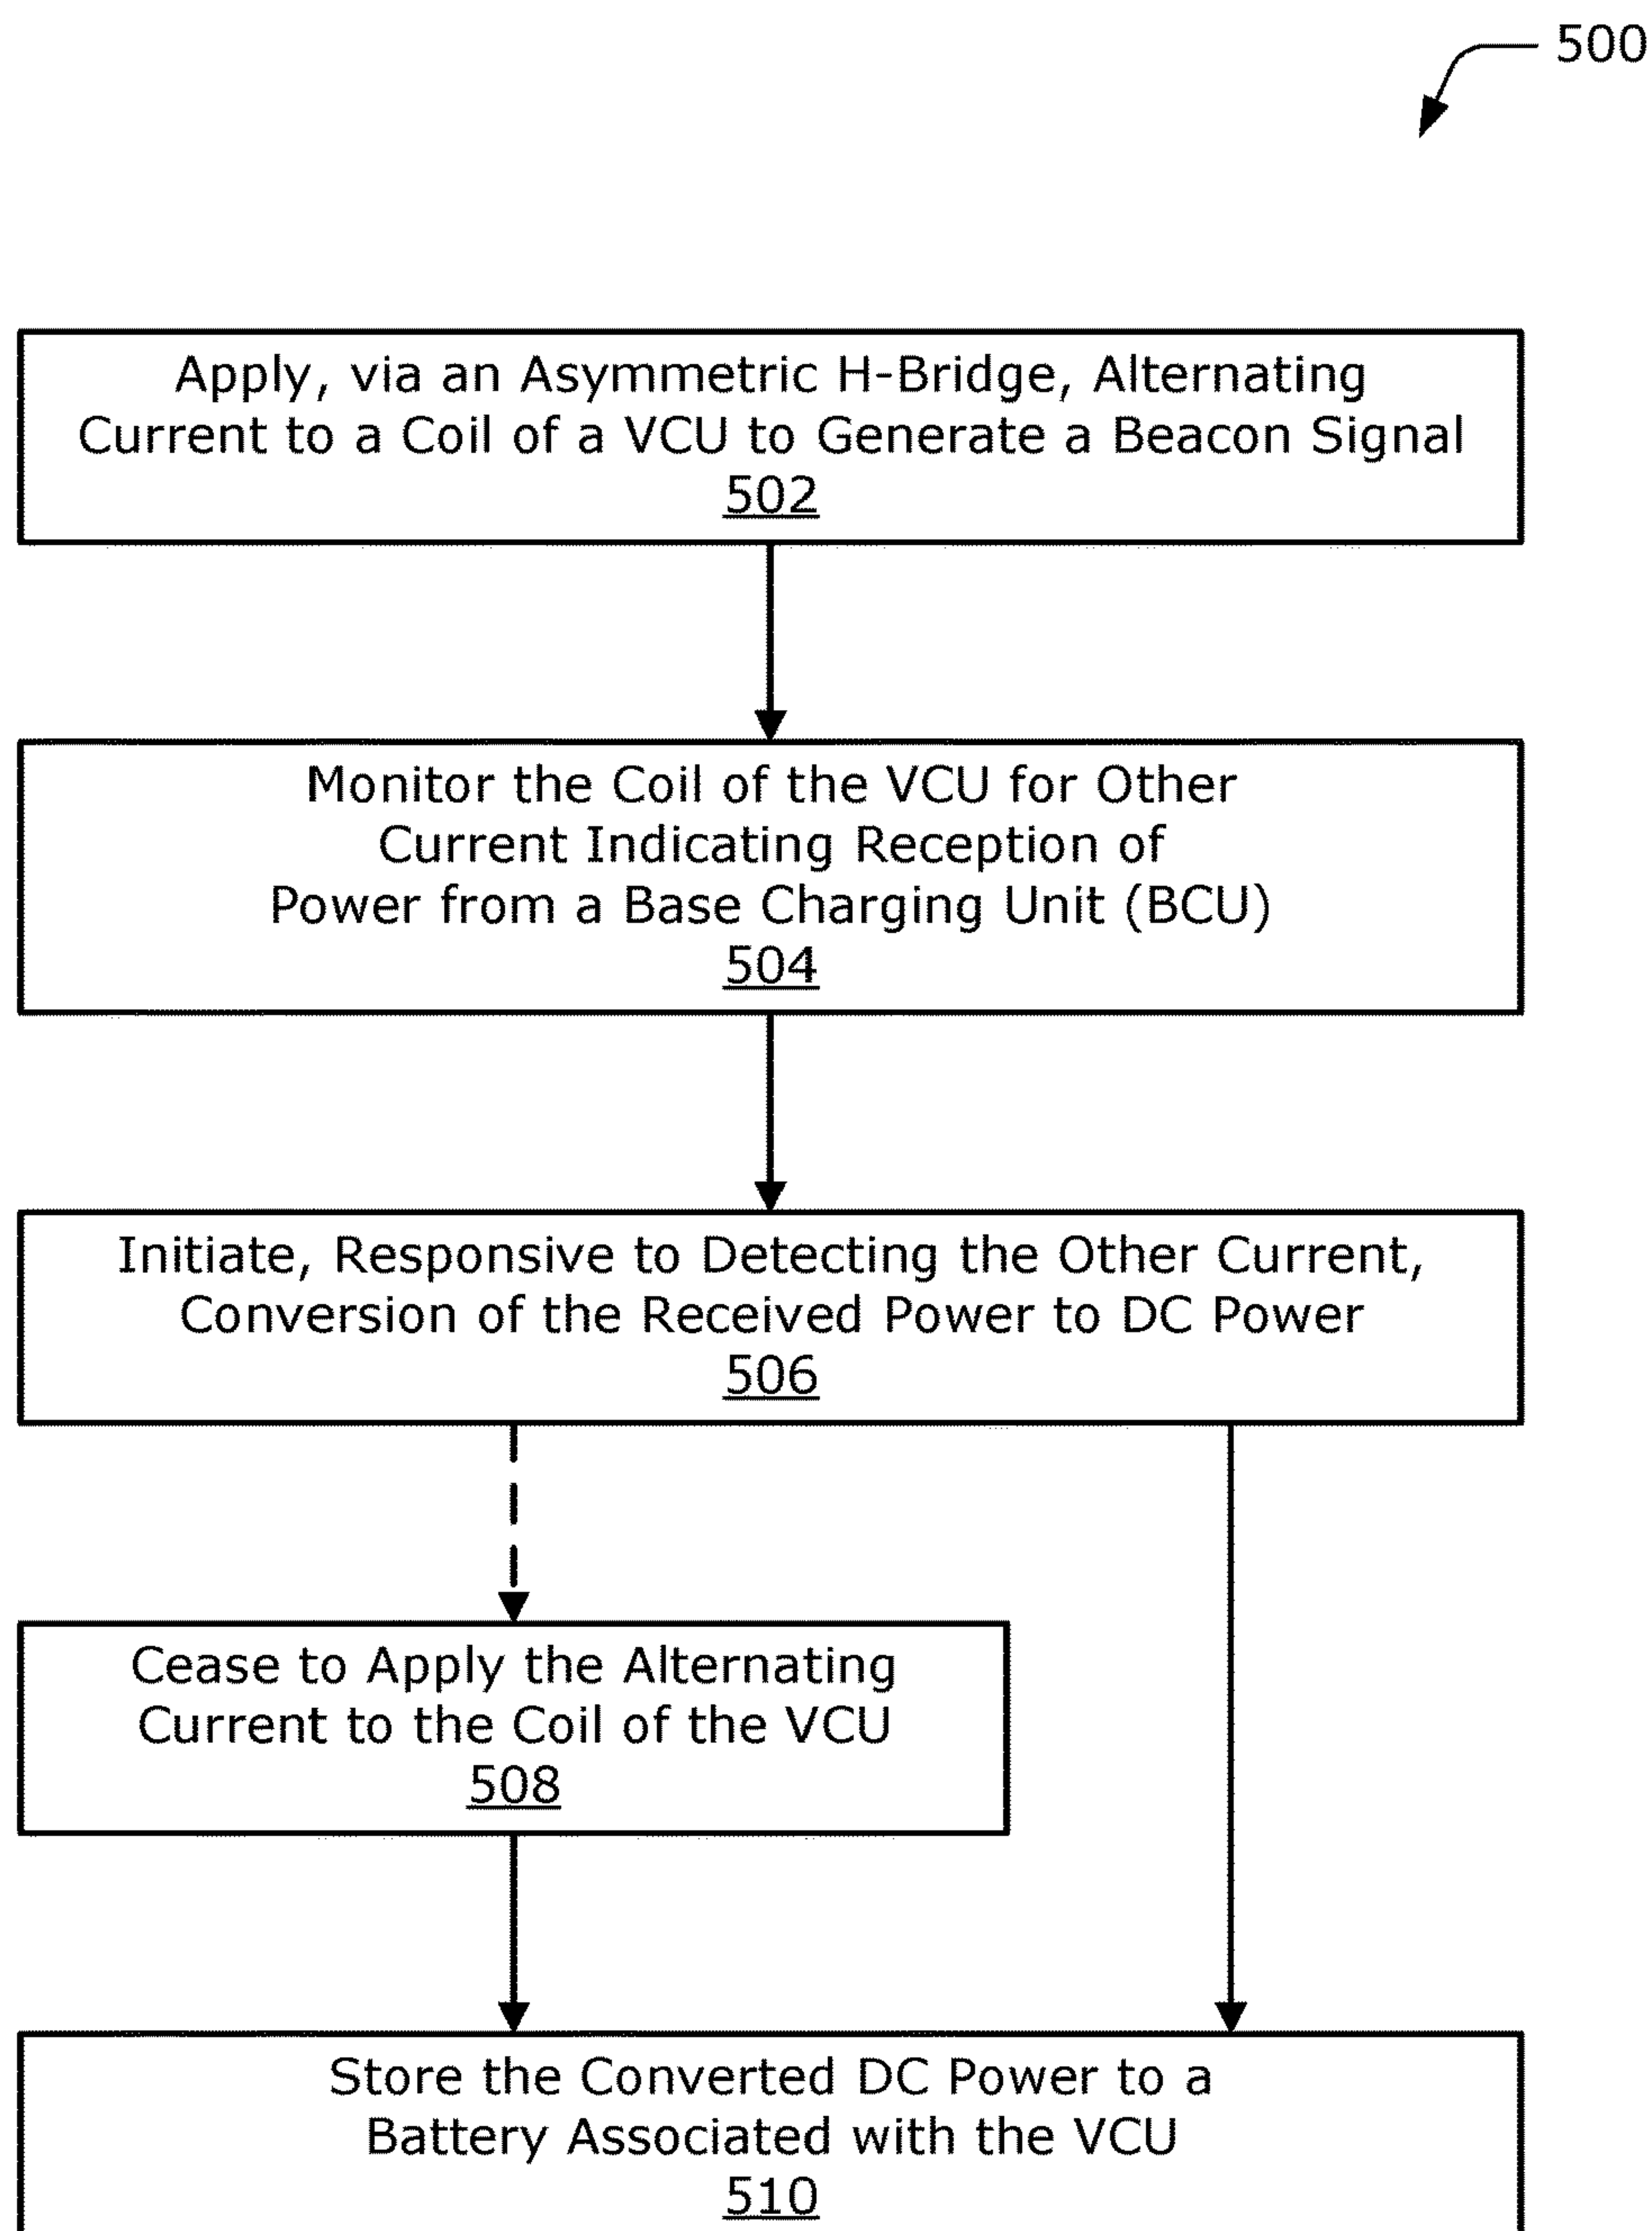 500
Apply, via an Asymmetric H-Bridge, Alternating
Current to a Coil of a VCU to Generate a Beacon Signal
502
Monitor the Coil of the VCU for Other
Current Indicating Reception of
Power from a Base Charging Unit (BCU)
504
Initiate, Responsive to Detecting the Other Current,
Conversion of the Received Power to DC Power
506
Cease to Apply the Alternating
Current to the Coil of the VCU
508
Store the Converted DC Power to a
Battery Associated with the VCU
510